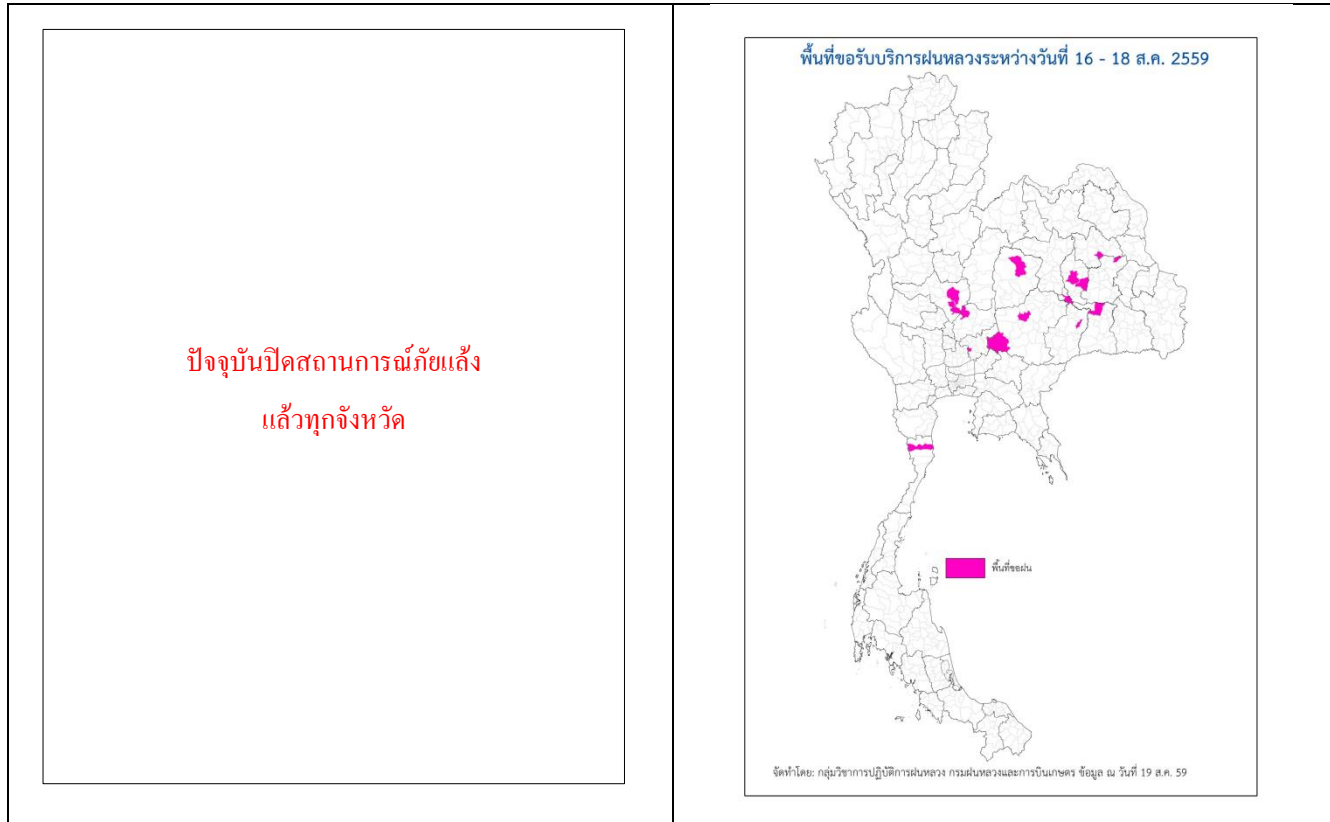 ปัจจุบันปิดสถานการณ์ภัยแล้ง
แล้วทุกจังหวัด
พื้นที่ขอรับบริการฝนหลวงระหว่างวันที่ 16 - 18 ส.ค. 2559
พื้นที่ขอฝน
จัดทำโดย: กลุ่มวิชาการปฏิบัติการฝนหลวง กรมฝนหลวงและการบินเกษตร ข้อมูล ณ วันที่ 19 ส.ค. 59